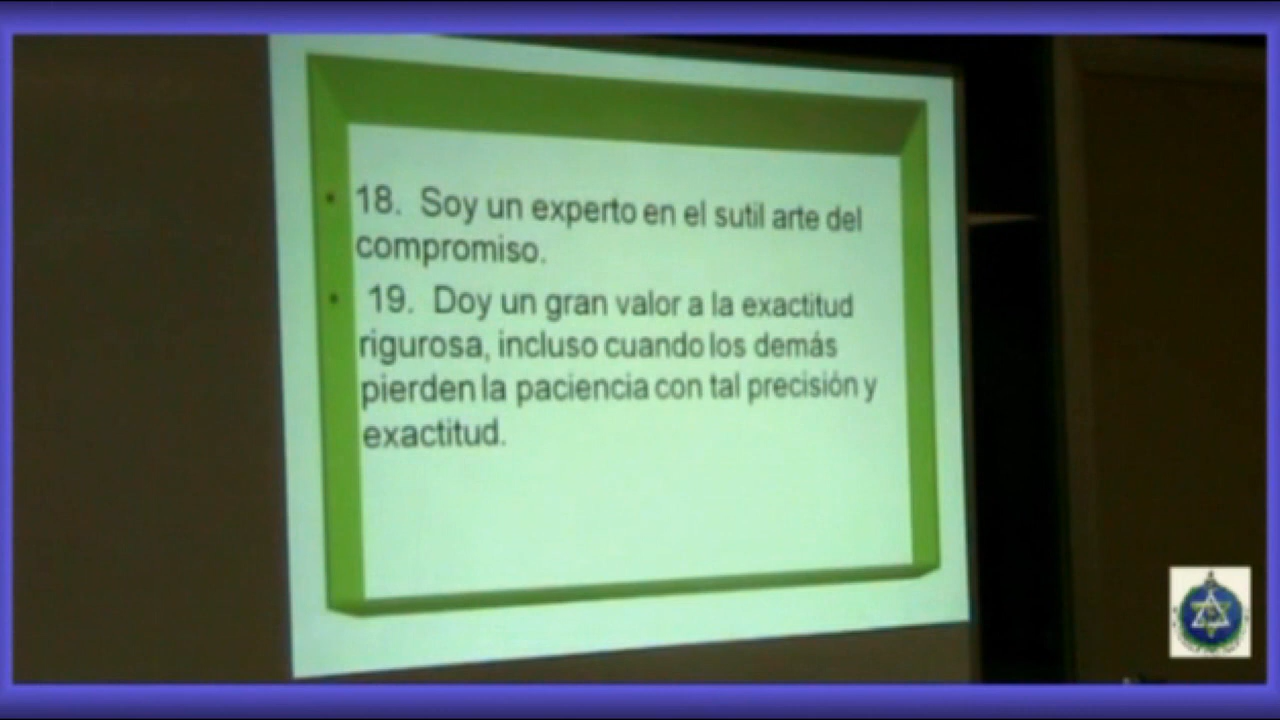 • 18. Soy un experto en el sutil arte del
compromiso.
• 19. Doy un gran valor a la exactitud
rigurosa, incluso cuando los demás
pierden la paciencia con tal precisión y
exactitud.